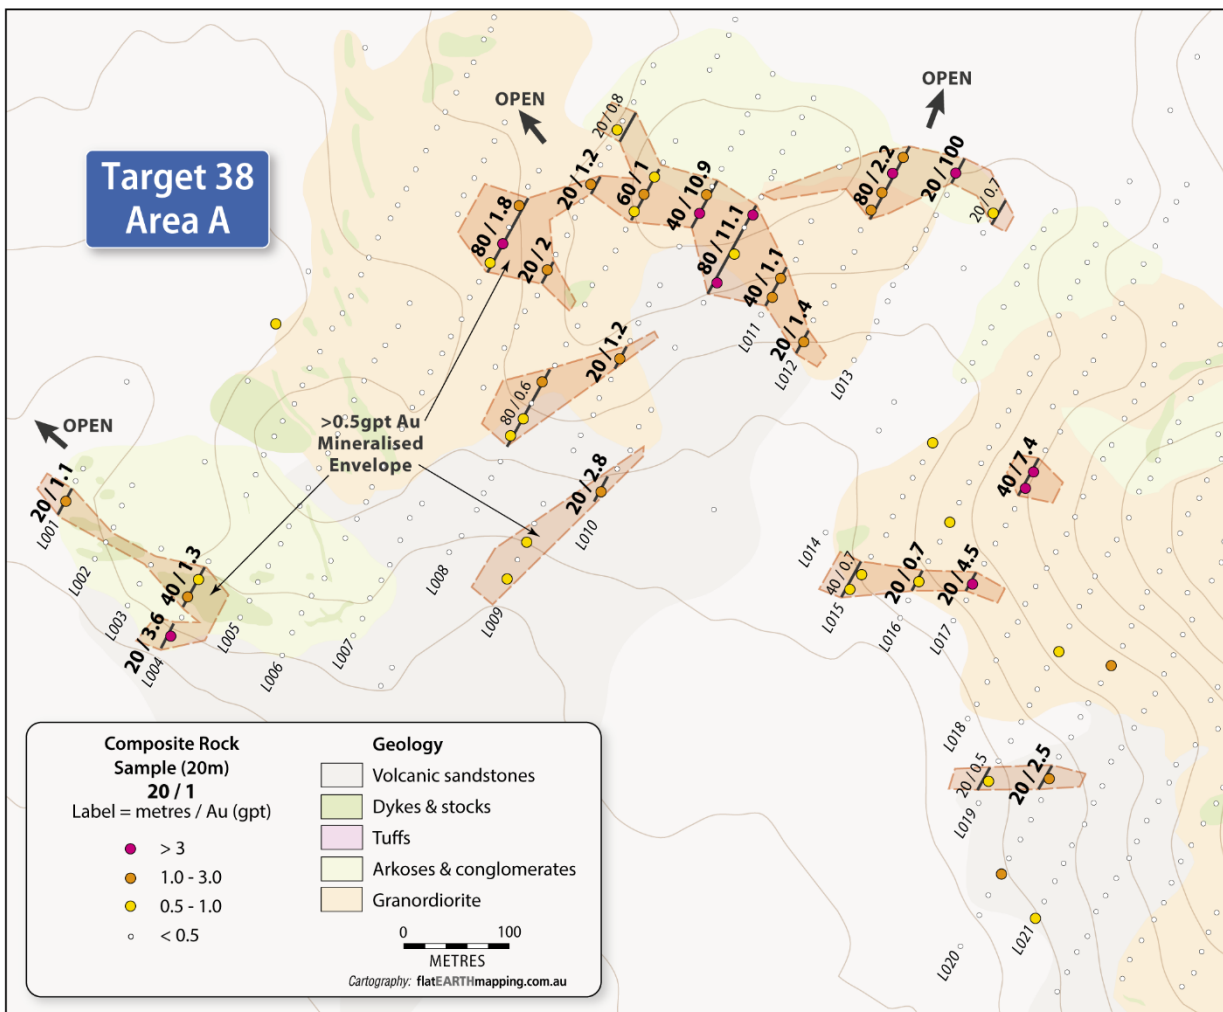 Target 38
Area A
OPEN
OPEN
OPEN
20 / 0.8
20 / 1.2
60 / 1
40 / 10.9
80 / 2.2
20 / 100
20 / 0.7
80 / 1.8
20 / 2
80 / 11.1
40 / 1.1
20 / 1.4
L011
L012
L013
20 / 1.2
80 / 0.6
>0.5gpt Au
Mineralised
Envelope
20 / 1.1
L001
L002
L003
40 / 1.3
20 / 3.6
L004
L005
L006
L007
L008
L009
20 / 2.8
L010
40 / 7.4
L014
40 / 0.7
L015
20 / 0.7
L016
20 / 4.5
L017
L018
20 / 0.5
20 / 2.5
L019
L020
L021
Composite Rock
Sample (20m)
20 / 1
Label = metres / Au (gpt)
> 3
1.0 - 3.0
0.5 - 1.0
< 0.5
Geology
Volcanic sandstones
Dykes & stocks
Tuffs
Arkoses & conglomerates
Granordiorite
0 100
METRES
Cartography: flatEARTHmapping.com.au